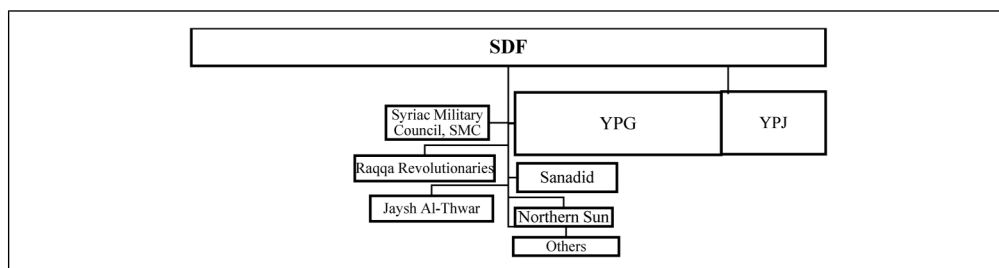 SDF
Syriac Military
Council, SMC
YPG
YPJ
Raqqa Revolutionaries
Sanadid
Jaysh Al-Thwar
Northern Sun
Others